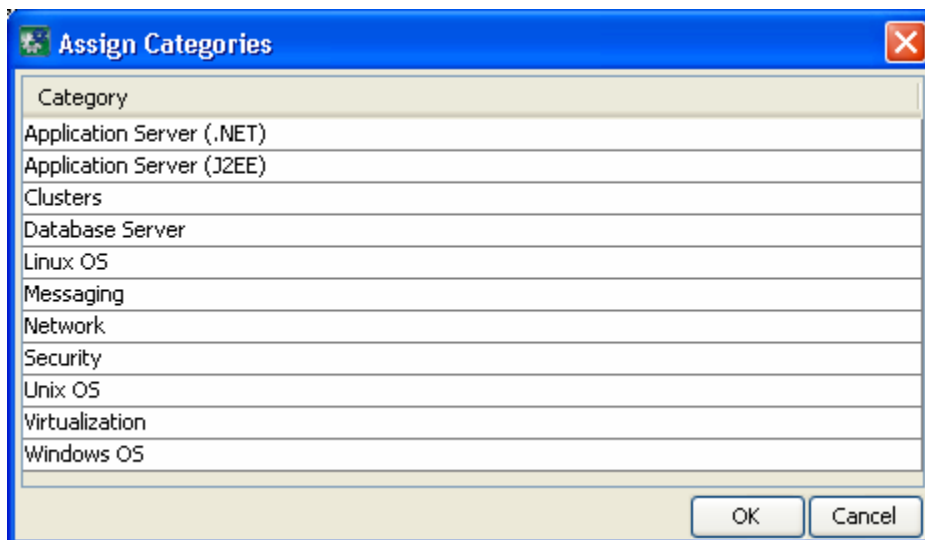 Assign Categories
Category
Application Server (.NET)
Application Server (J2EE)
Clusters
Database Server
Linux OS
Messaging
Network
Security
Unix OS
Virtualization
Windows OS
OK Cancel